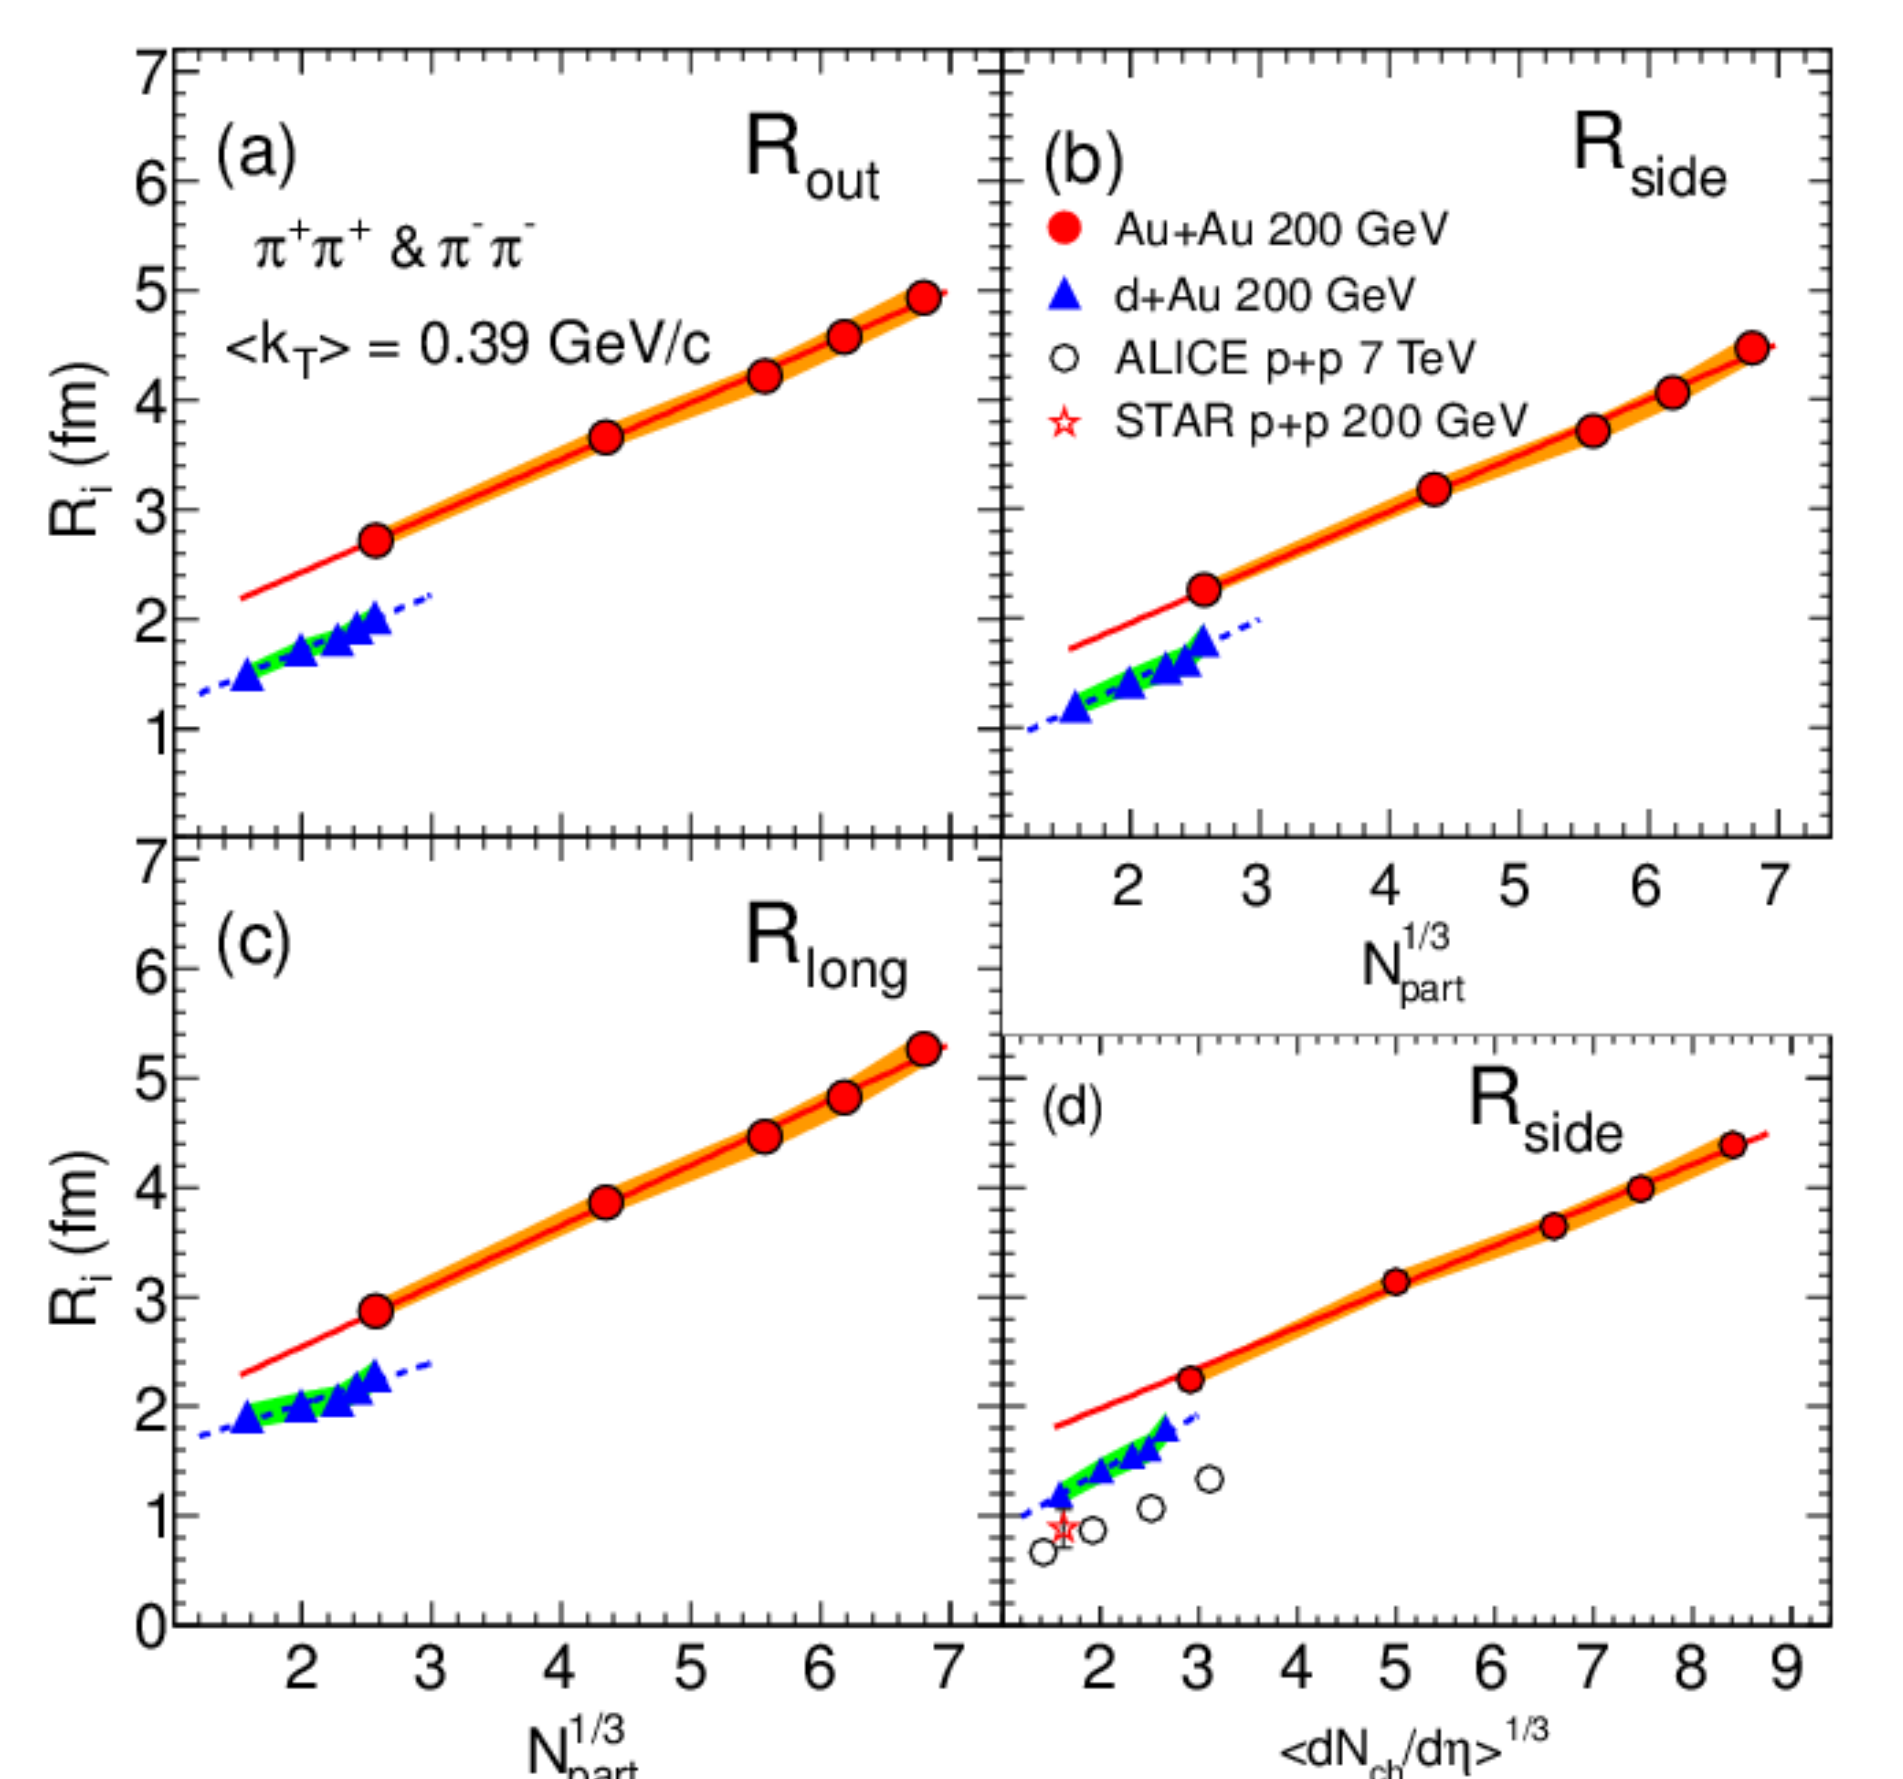 (a) R_out
π⁺π⁺ & π⁻π⁻
<k_T> = 0.39 GeV/c
R_i (fm)
7
6
5
4
3
2
1
(b) R_side
Au+Au 200 GeV
d+Au 200 GeV
ALICE p+p 7 TeV
STAR p+p 200 GeV
2 3 4 5 6 7
N_part^1/3
(c) R_long
R_i (fm)
7
6
5
4
3
2
1
0
2 3 4 5 6 7
N_part^1/3
(d) R_side
2 3 4 5 6 7 8 9
<dN_ch/dη>^1/3